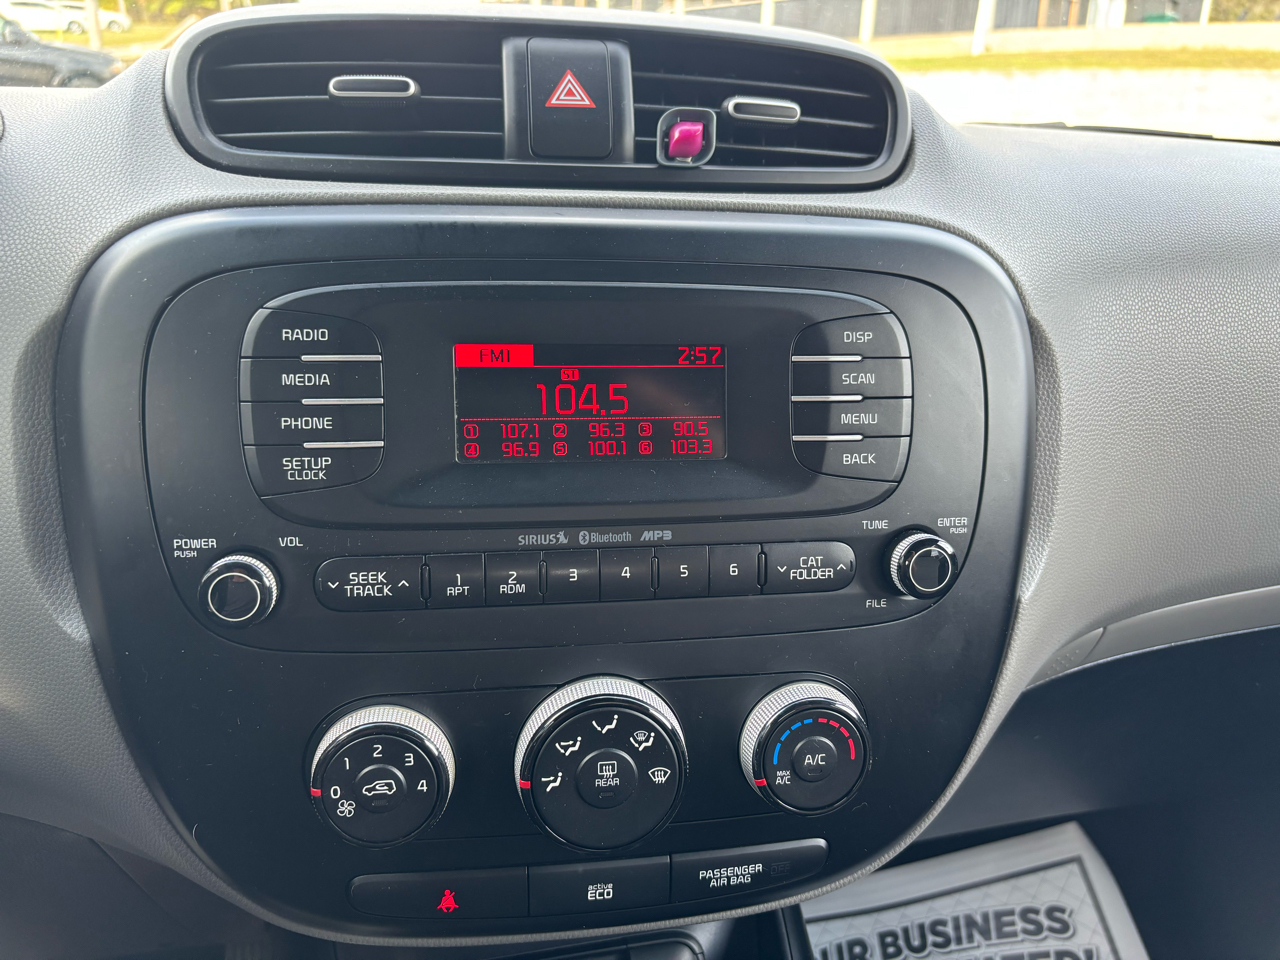 RADIO
MEDIA
PHONE
SETUP
CLOCK
FM1 2:57
ST
104.5
1 107.1 2 96.3 3 90.5
4 96.9 5 100.1 6 103.3
DISP
SCAN
MENU
BACK
POWER
PUSH
VOL
SIRIUS Bluetooth MP3
TUNE
ENTER
PUSH
SEEK
TRACK
1
RPT
2
RDM
3
4
5
6
CAT
FOLDER
FILE
0 1 2 3 4
REAR
A/C
MAX
A/C
active
ECO
PASSENGER
AIR BAG
OFF
UR BUSINESS